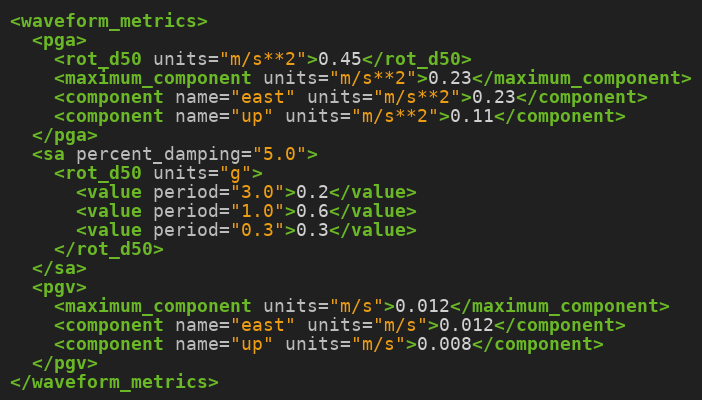 <waveform_metrics>
  <pga>
    <rot_d50 units="m/s**2">0.45</rot_d50>
    <maximum_component units="m/s**2">0.23</maximum_component>
    <component name="east" units="m/s**2">0.23</component>
    <component name="up" units="m/s**2">0.11</component>
  </pga>
  <sa percent_damping="5.0">
    <rot_d50 units="g">
      <value period="3.0">0.2</value>
      <value period="1.0">0.6</value>
      <value period="0.3">0.3</value>
    </rot_d50>
  </sa>
  <pgv>
    <maximum_component units="m/s">0.012</maximum_component>
    <component name="east" units="m/s">0.012</component>
    <component name="up" units="m/s">0.008</component>
  </pgv>
</waveform_metrics>